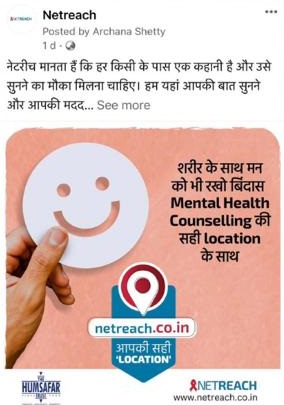 NETREACH
Netreach
Posted by Archana Shetty
1 d
नेटरीच मानता हैं कि हर किसी के पास एक कहानी है और उसे
सुनने का मौका मिलना चाहिए। हम यहां आपकी बात सुनने
और आपकी मदद... See more
शरीर के साथ मन
को भी रखो बिंदास
Mental Health
Counselling की
सही location
के साथ
netreach.co.in
आपकी सही
'LOCATION'
THE
HUMSAFAR
TRUST
NETREACH
www.netreach.co.in